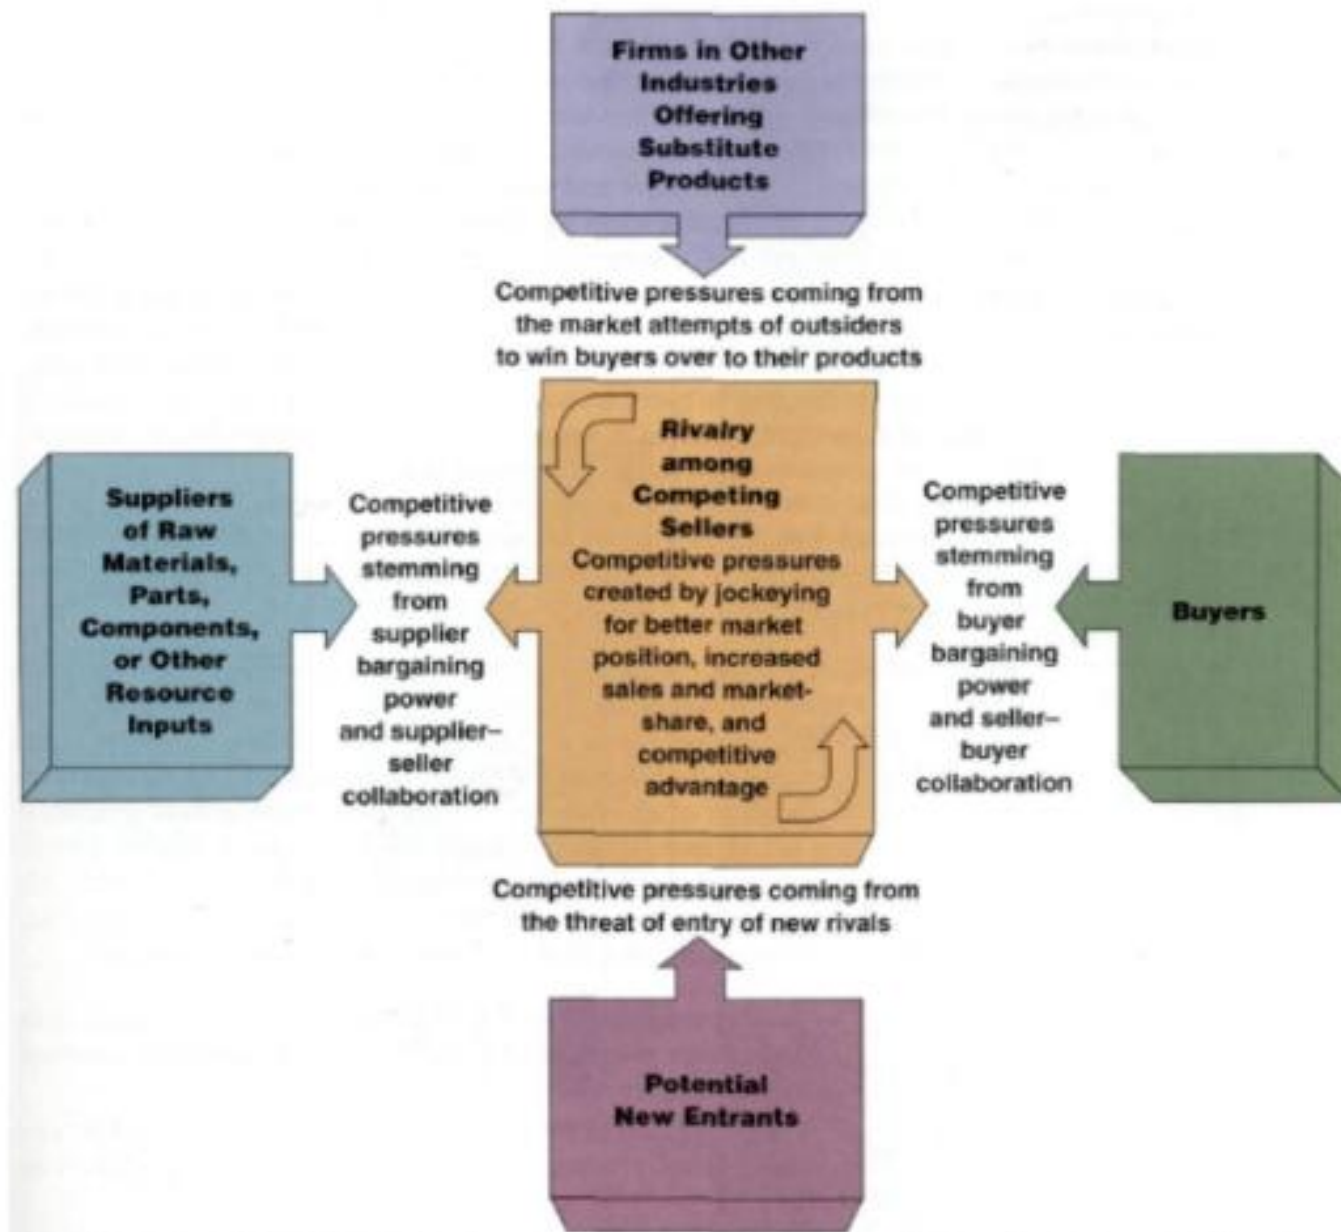 Firms in Other
Industries
Offering
Substitute
Products
Competitive pressures coming from
the market attempts of outsiders
to win buyers over to their products
Suppliers
of Raw
Materials,
Parts,
Components,
or Other
Resource
Inputs
Competitive
pressures
stemming
from
supplier
bargaining
power
and supplier–
seller
collaboration
Rivalry
among
Competing
Sellers
Competitive pressures
created by jockeying
for better market
position, increased
sales and market-
share, and
competitive
advantage
Competitive
pressures
stemming
from
buyer
bargaining
power
and seller–
buyer
collaboration
Buyers
Competitive pressures coming from
the threat of entry of new rivals
Potential
New Entrants